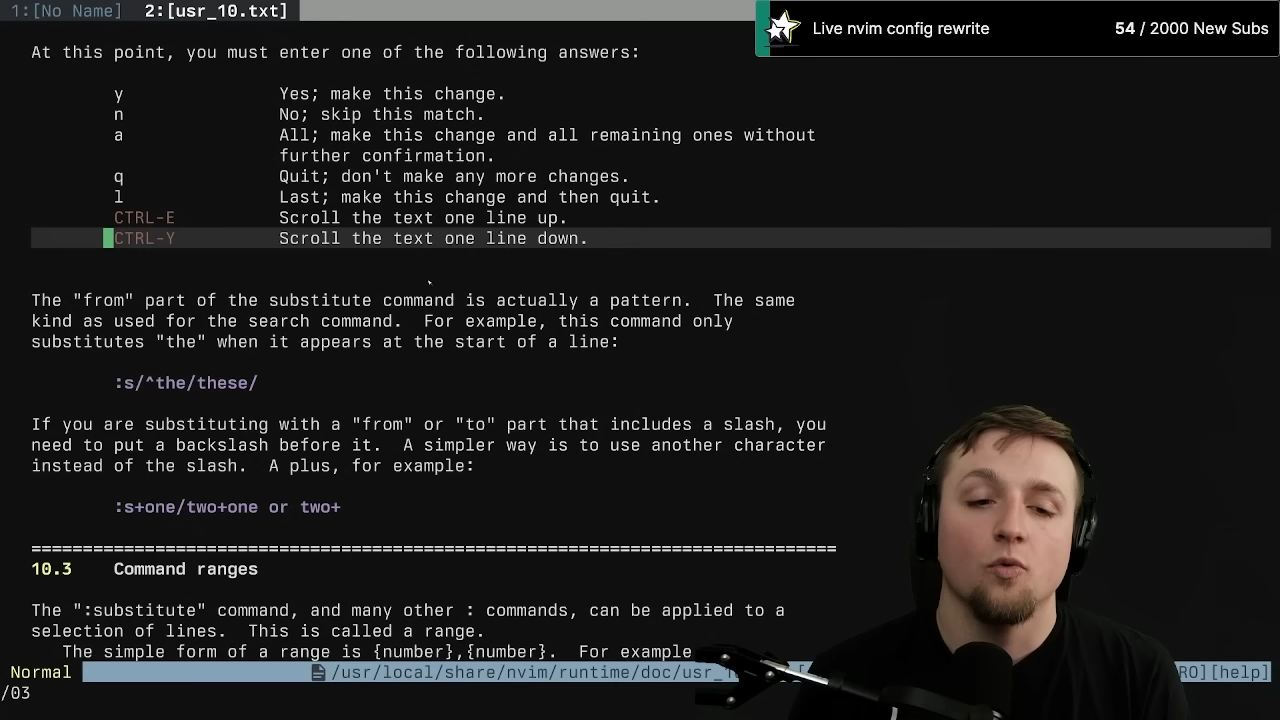 1:[No Name]  2:[usr_10.txt]
Live nvim config rewrite 54 / 2000 New Subs
At this point, you must enter one of the following answers:
y Yes; make this change.
n No; skip this match.
a All; make this change and all remaining ones without
further confirmation.
q Quit; don't make any more changes.
l Last; make this change and then quit.
CTRL-E Scroll the text one line up.
CTRL-Y Scroll the text one line down.
The "from" part of the substitute command is actually a pattern.  The same
kind as used for the search command.  For example, this command only
substitutes "the" when it appears at the start of a line:
:s/^the/these/
If you are substituting with a "from" or "to" part that includes a slash, you
need to put a backslash before it.  A simpler way is to use another character
instead of the slash.  A plus, for example:
:s+one/two+one or two+
==============================================================================
10.3 Command ranges
The ":substitute" command, and many other : commands, can be applied to a
selection of lines.  This is called a range.
The simple form of a range is {number},{number}.  For example
Normal /usr/local/share/nvim/runtime/doc/usr_1 RO][help]
/03